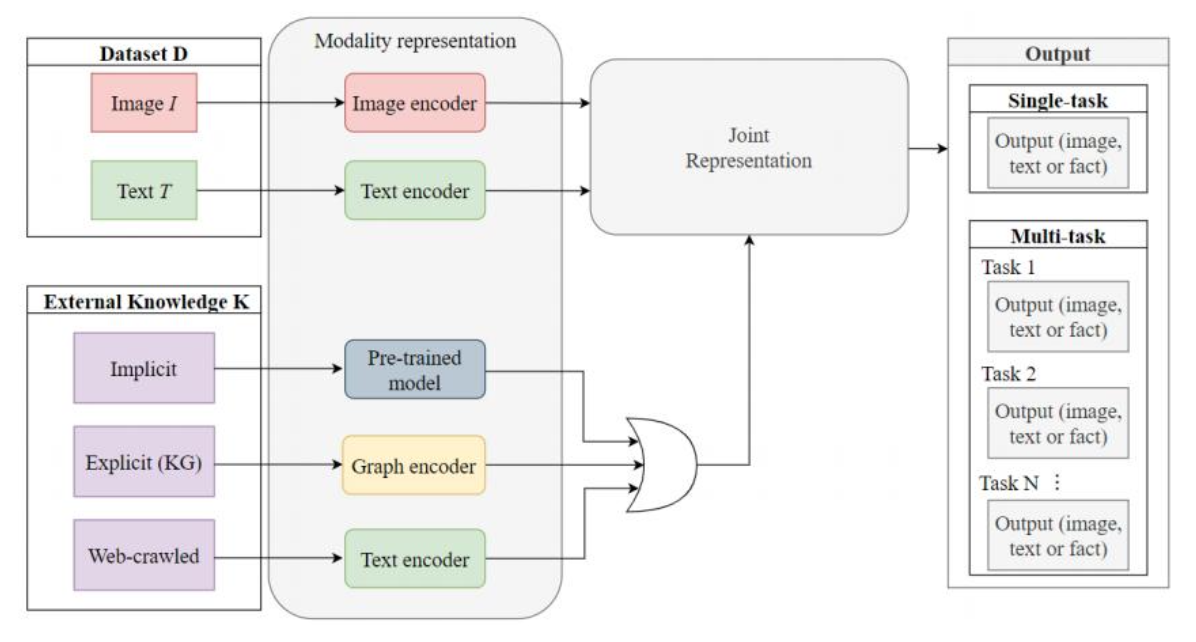 Dataset D
Image I
Text T
External Knowledge K
Implicit
Explicit (KG)
Web-crawled
Modality representation
Image encoder
Text encoder
Pre-trained
model
Graph encoder
Text encoder
Joint
Representation
Output
Single-task
Output (image,
text or fact)
Multi-task
Task 1
Output (image,
text or fact)
Task 2
Output (image,
text or fact)
Task N ⋮
Output (image,
text or fact)